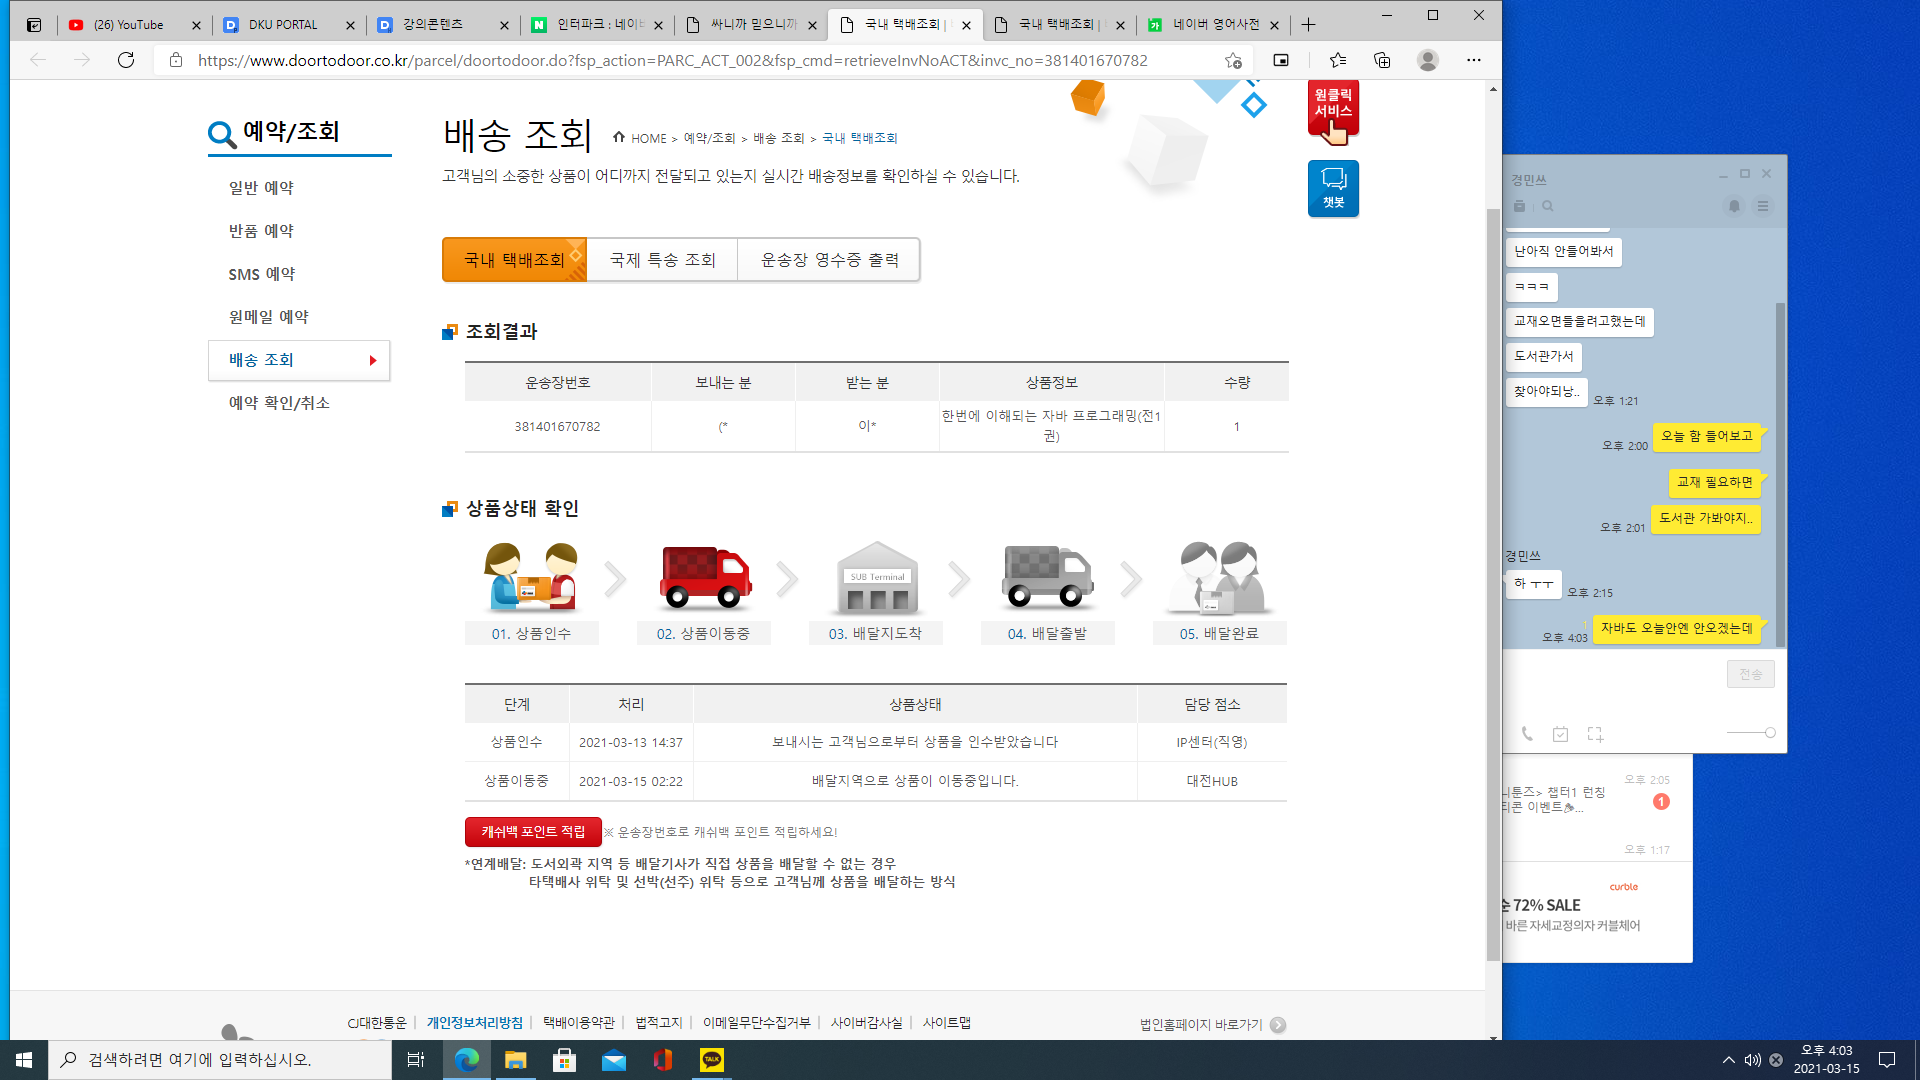 (26) YouTube
DKU PORTAL
강의콘텐츠
인터파크 : 네이버
싸니까 믿으니까
국내 택배조회 |
국내 택배조회 |
네이버 영어사전
https://www.doortodoor.co.kr/parcel/doortodoor.do?fsp_action=PARC_ACT_002&fsp_cmd=retrieveInvNoACT&invc_no=381401670782
예약/조회
일반 예약
반품 예약
SMS 예약
원메일 예약
배송 조회
예약 확인/취소
배송 조회
HOME > 예약/조회 > 배송 조회 > 국내 택배조회
고객님의 소중한 상품이 어디까지 전달되고 있는지 실시간 배송정보를 확인하실 수 있습니다.
원클릭
서비스
챗봇
국내 택배조회
국제 특송 조회
운송장 영수증 출력
조회결과
운송장번호 보내는 분 받는 분 상품정보 수량
381401670782 (* 이* 한번에 이해되는 자바 프로그래밍(전1
권) 1
상품상태 확인
SUB Terminal
01. 상품인수
02. 상품이동중
03. 배달지도착
04. 배달출발
05. 배달완료
단계 처리 상품상태 담당 점소
상품인수 2021-03-13 14:37 보내시는 고객님으로부터 상품을 인수받았습니다 IP센터(직영)
상품이동중 2021-03-15 02:22 배달지역으로 상품이 이동중입니다. 대전HUB
캐쉬백 포인트 적립 ※ 운송장번호로 캐쉬백 포인트 적립하세요!
*연계배달: 도서외곽 지역 등 배달기사가 직접 상품을 배달할 수 없는 경우
타택배사 위탁 및 선박(선주) 위탁 등으로 고객님께 상품을 배달하는 방식
CJ대한통운
개인정보처리방침
택배이용약관
법적고지
이메일무단수집거부
사이버감사실
사이트맵
법인홈페이지 바로가기
경민쓰
난아직 안들어봐서
ㅋㅋㅋ
교재오면들을려고했는데
도서관가서
찾아야되낭..
오후 1:21
오후 2:00
오늘 함 들어보고
교재 필요하면
오후 2:01
도서관 가봐야지..
경민쓰
하 ㅜㅜ
오후 2:15
1
오후 4:03
자바도 오늘안엔 안오겠는데
전송
오후 2:05
니툰즈> 챕터1 런칭
티콘 이벤트
...
1
오후 1:17
curble
순 72% SALE
바른 자세교정의자 커블체어
검색하려면 여기에 입력하십시오.
TALK
오후 4:03
2021-03-15